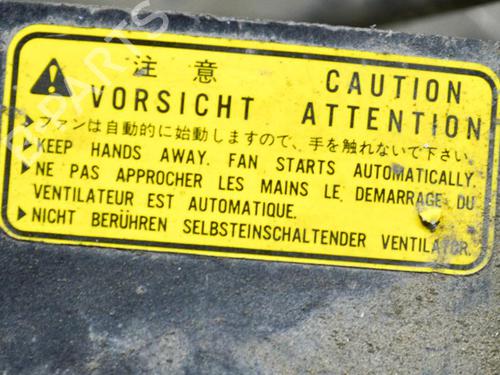 注意 CAUTION
VORSICHT ATTENTION
▶ファンは自動的に始動しますので、手を触れないで下さい。
▶KEEP HANDS AWAY. FAN STARTS AUTOMATICALLY.
▶NE PAS APPROCHER LES MAINS LE DEMARRAGE DU
VENTILATEUR EST AUTOMATIQUE.
▶NICHT BERÜHREN SELBSTEINSCHALTENDER VENTILATOR.